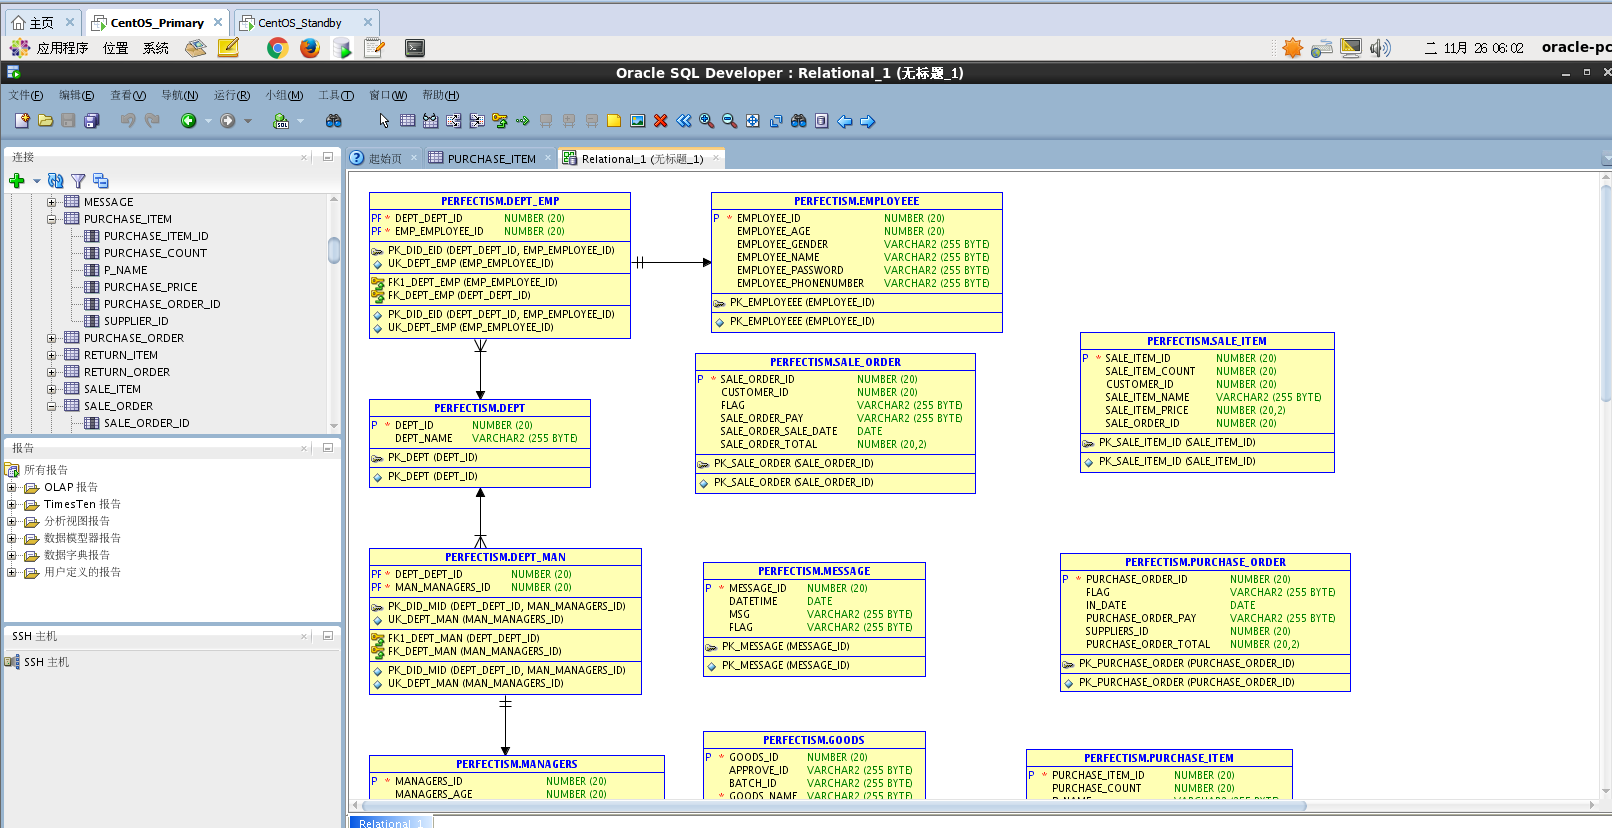 主页
CentOS_Primary
CentOS_Standby
应用程序 位置 系统
二 11月 26 06:02 oracle-pc
Oracle SQL Developer : Relational_1 (无标题_1)
文件(F) 编辑(E) 查看(V) 导航(N) 运行(R) 小组(M) 工具(T) 窗口(W) 帮助(H)
连接
MESSAGE
PURCHASE_ITEM
PURCHASE_ITEM_ID
PURCHASE_COUNT
P_NAME
PURCHASE_PRICE
PURCHASE_ORDER_ID
SUPPLIER_ID
PURCHASE_ORDER
RETURN_ITEM
RETURN_ORDER
SALE_ITEM
SALE_ORDER
SALE_ORDER_ID
报告
所有报告
OLAP 报告
TimesTen 报告
分析视图报告
数据模型器报告
数据字典报告
用户定义的报告
SSH 主机
SSH 主机
起始页
PURCHASE_ITEM
Relational_1 (无标题_1)
PERFECTISM.DEPT_EMP
PF * DEPT_DEPT_ID NUMBER (20)
PF * EMP_EMPLOYEE_ID NUMBER (20)
PK_DID_EID (DEPT_DEPT_ID, EMP_EMPLOYEE_ID)
UK_DEPT_EMP (EMP_EMPLOYEE_ID)
FK1_DEPT_EMP (EMP_EMPLOYEE_ID)
FK_DEPT_EMP (DEPT_DEPT_ID)
PK_DID_EID (DEPT_DEPT_ID, EMP_EMPLOYEE_ID)
UK_DEPT_EMP (EMP_EMPLOYEE_ID)
PERFECTISM.EMPLOYEEE
P * EMPLOYEE_ID NUMBER (20)
EMPLOYEE_AGE NUMBER (20)
EMPLOYEE_GENDER VARCHAR2 (255 BYTE)
EMPLOYEE_NAME VARCHAR2 (255 BYTE)
EMPLOYEE_PASSWORD VARCHAR2 (255 BYTE)
EMPLOYEE_PHONENUMBER VARCHAR2 (255 BYTE)
PK_EMPLOYEEE (EMPLOYEE_ID)
PK_EMPLOYEEE (EMPLOYEE_ID)
PERFECTISM.SALE_ITEM
P * SALE_ITEM_ID NUMBER (20)
SALE_ITEM_COUNT NUMBER (20)
CUSTOMER_ID NUMBER (20)
SALE_ITEM_NAME VARCHAR2 (255 BYTE)
SALE_ITEM_PRICE NUMBER (20,2)
SALE_ORDER_ID NUMBER (20)
PK_SALE_ITEM_ID (SALE_ITEM_ID)
PK_SALE_ITEM_ID (SALE_ITEM_ID)
PERFECTISM.SALE_ORDER
P * SALE_ORDER_ID NUMBER (20)
CUSTOMER_ID NUMBER (20)
FLAG VARCHAR2 (255 BYTE)
SALE_ORDER_PAY VARCHAR2 (255 BYTE)
SALE_ORDER_SALE_DATE DATE
SALE_ORDER_TOTAL NUMBER (20,2)
PK_SALE_ORDER (SALE_ORDER_ID)
PK_SALE_ORDER (SALE_ORDER_ID)
PERFECTISM.DEPT
P * DEPT_ID NUMBER (20)
DEPT_NAME VARCHAR2 (255 BYTE)
PK_DEPT (DEPT_ID)
PK_DEPT (DEPT_ID)
PERFECTISM.DEPT_MAN
PF * DEPT_DEPT_ID NUMBER (20)
PF * MAN_MANAGERS_ID NUMBER (20)
PK_DID_MID (DEPT_DEPT_ID, MAN_MANAGERS_ID)
UK_DEPT_MAN (MAN_MANAGERS_ID)
FK1_DEPT_MAN (DEPT_DEPT_ID)
FK_DEPT_MAN (MAN_MANAGERS_ID)
PK_DID_MID (DEPT_DEPT_ID, MAN_MANAGERS_ID)
UK_DEPT_MAN (MAN_MANAGERS_ID)
PERFECTISM.MESSAGE
P * MESSAGE_ID NUMBER (20)
DATETIME DATE
MSG VARCHAR2 (255 BYTE)
FLAG VARCHAR2 (255 BYTE)
PK_MESSAGE (MESSAGE_ID)
PK_MESSAGE (MESSAGE_ID)
PERFECTISM.PURCHASE_ORDER
P * PURCHASE_ORDER_ID NUMBER (20)
FLAG VARCHAR2 (255 BYTE)
IN_DATE DATE
PURCHASE_ORDER_PAY VARCHAR2 (255 BYTE)
SUPPLIERS_ID NUMBER (20)
PURCHASE_ORDER_TOTAL NUMBER (20,2)
PK_PURCHASE_ORDER (PURCHASE_ORDER_ID)
PK_PURCHASE_ORDER (PURCHASE_ORDER_ID)
PERFECTISM.MANAGERS
P * MANAGERS_ID NUMBER (20)
MANAGERS_AGE NUMBER (20)
PERFECTISM.GOODS
P * GOODS_ID NUMBER (20)
APPROVE_ID VARCHAR2 (255 BYTE)
BATCH_ID VARCHAR2 (255 BYTE)
* GOODS_NAME VARCHAR2 (255 BYTE)
PERFECTISM.PURCHASE_ITEM
P * PURCHASE_ITEM_ID NUMBER (20)
PURCHASE_COUNT NUMBER (20)
Relational_1